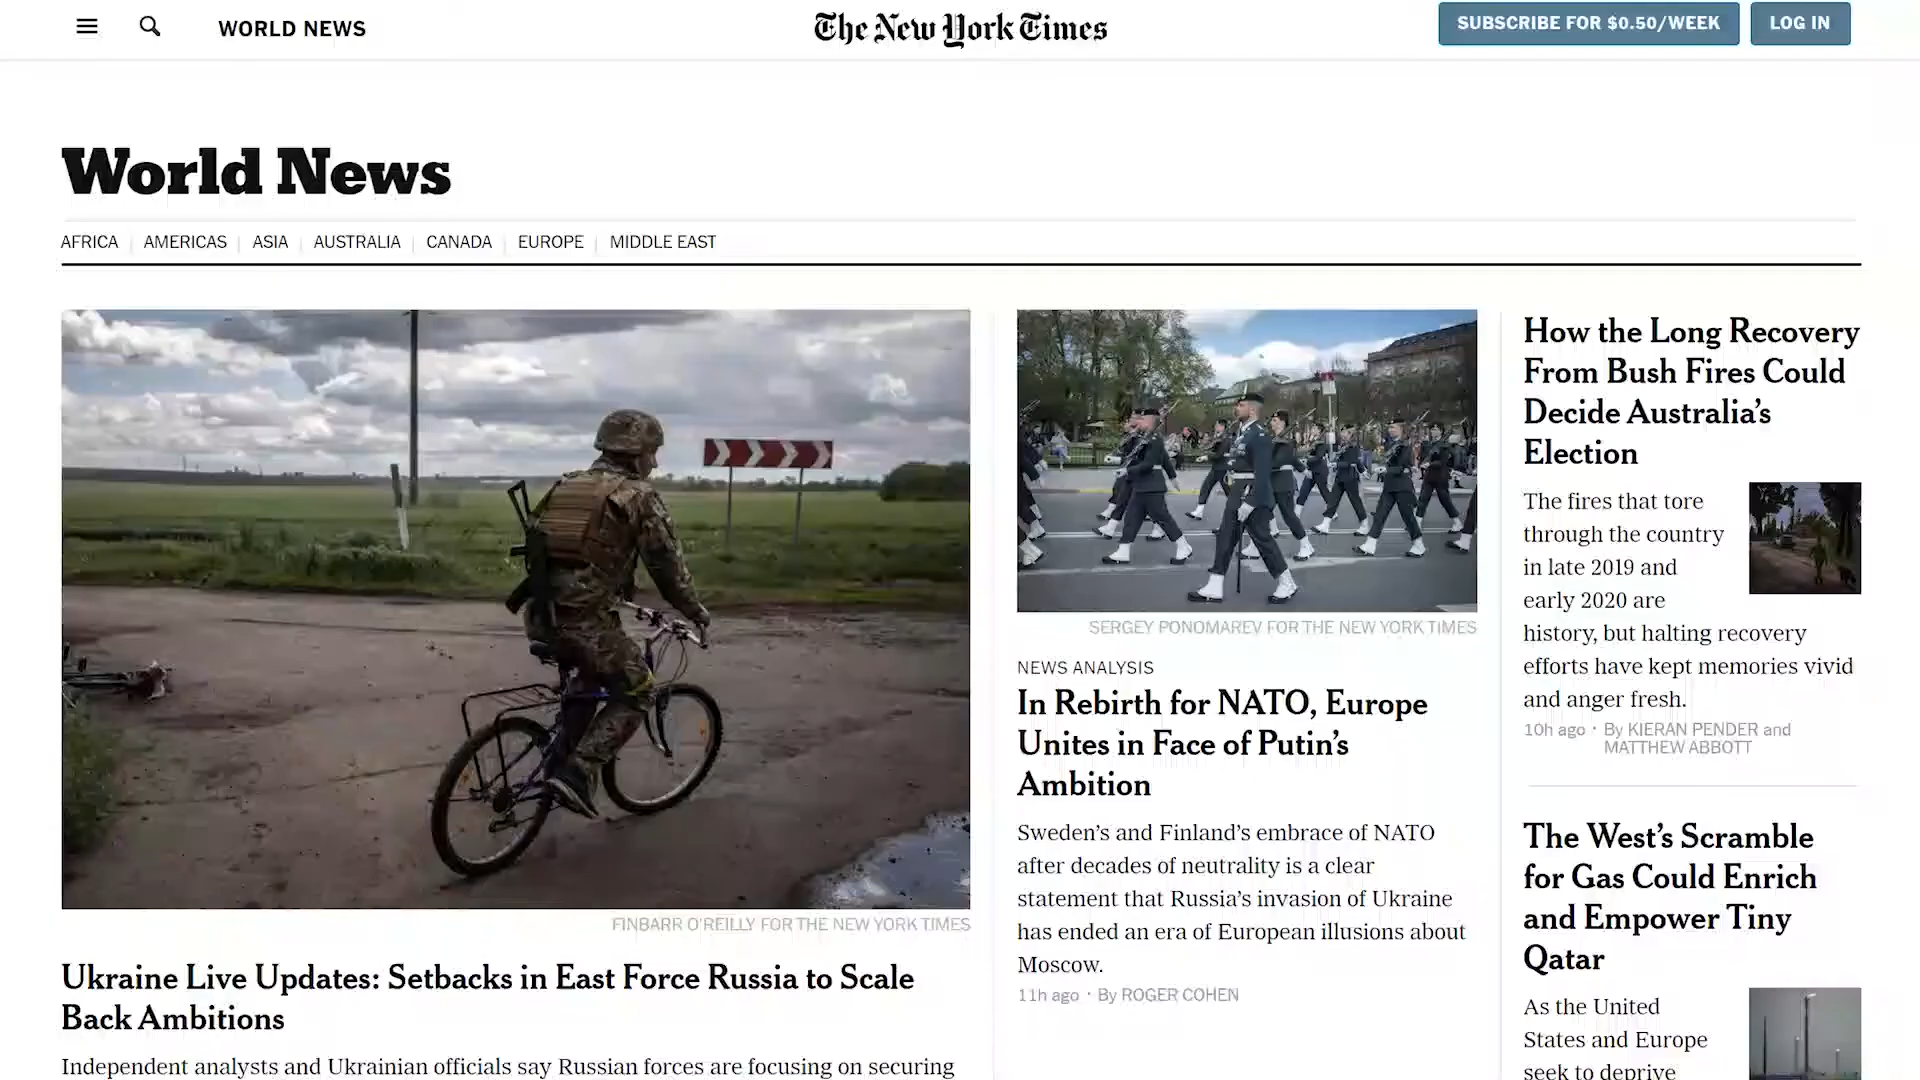 WORLD NEWS
The New York Times
SUBSCRIBE FOR $0.50/WEEK
LOG IN
World News
AFRICA
AMERICAS
ASIA
AUSTRALIA
CANADA
EUROPE
MIDDLE EAST
FINBARR O'REILLY FOR THE NEW YORK TIMES
Ukraine Live Updates: Setbacks in East Force Russia to Scale
Back Ambitions
Independent analysts and Ukrainian officials say Russian forces are focusing on securing
SERGEY PONOMAREV FOR THE NEW YORK TIMES
NEWS ANALYSIS
In Rebirth for NATO, Europe
Unites in Face of Putin’s
Ambition
Sweden’s and Finland’s embrace of NATO
after decades of neutrality is a clear
statement that Russia’s invasion of Ukraine
has ended an era of European illusions about
Moscow.
11h ago · By ROGER COHEN
How the Long Recovery
From Bush Fires Could
Decide Australia’s
Election
The fires that tore
through the country
in late 2019 and
early 2020 are
history, but halting recovery
efforts have kept memories vivid
and anger fresh.
10h ago · By KIERAN PENDER and
MATTHEW ABBOTT
The West’s Scramble
for Gas Could Enrich
and Empower Tiny
Qatar
As the United
States and Europe
seek to deprive